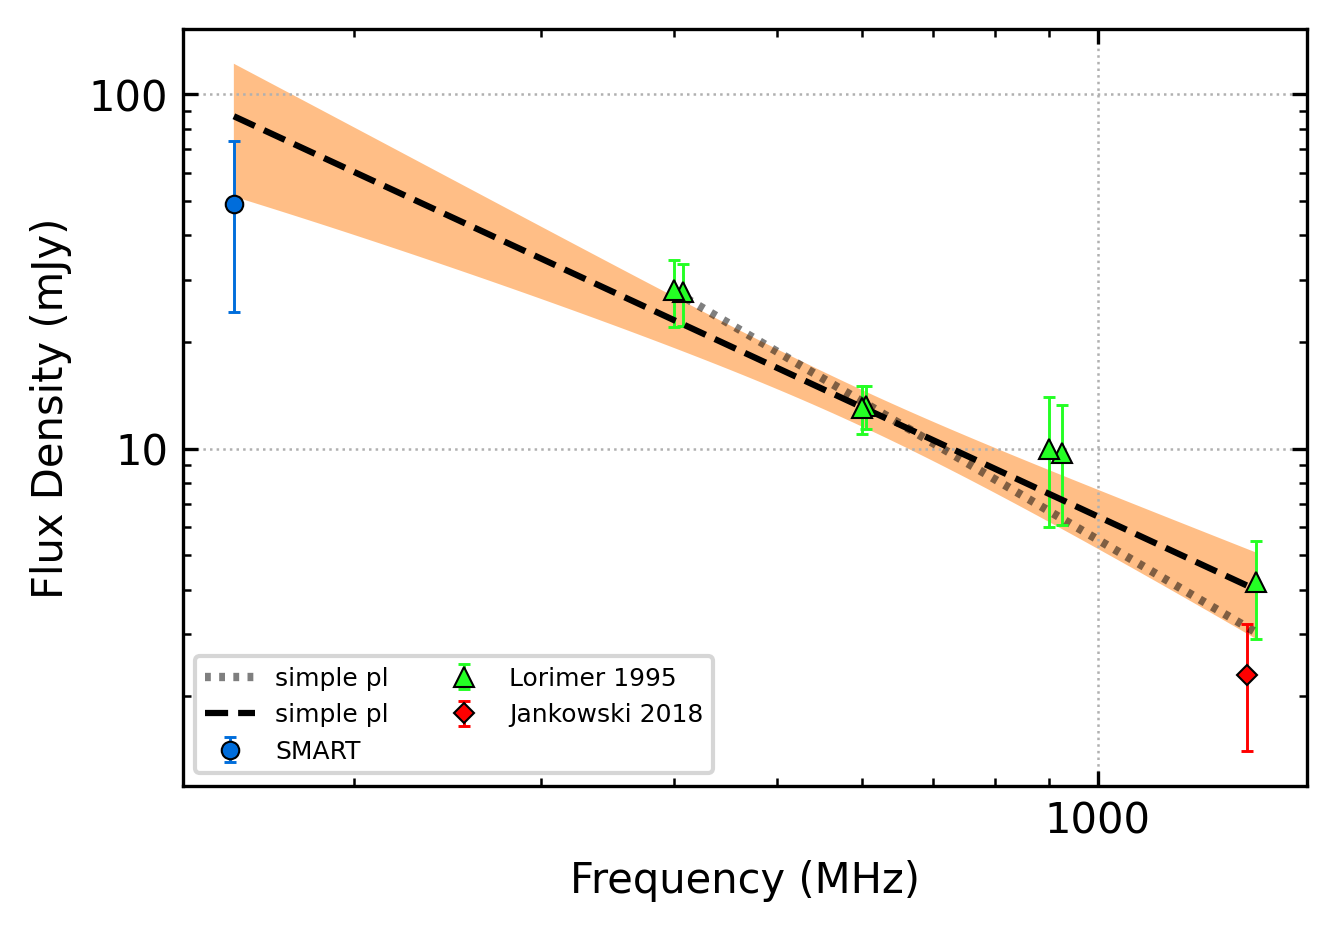 100
10
Flux Density (mJy)
simple pl
simple pl
SMART
Lorimer 1995
Jankowski 2018
1000
Frequency (MHz)